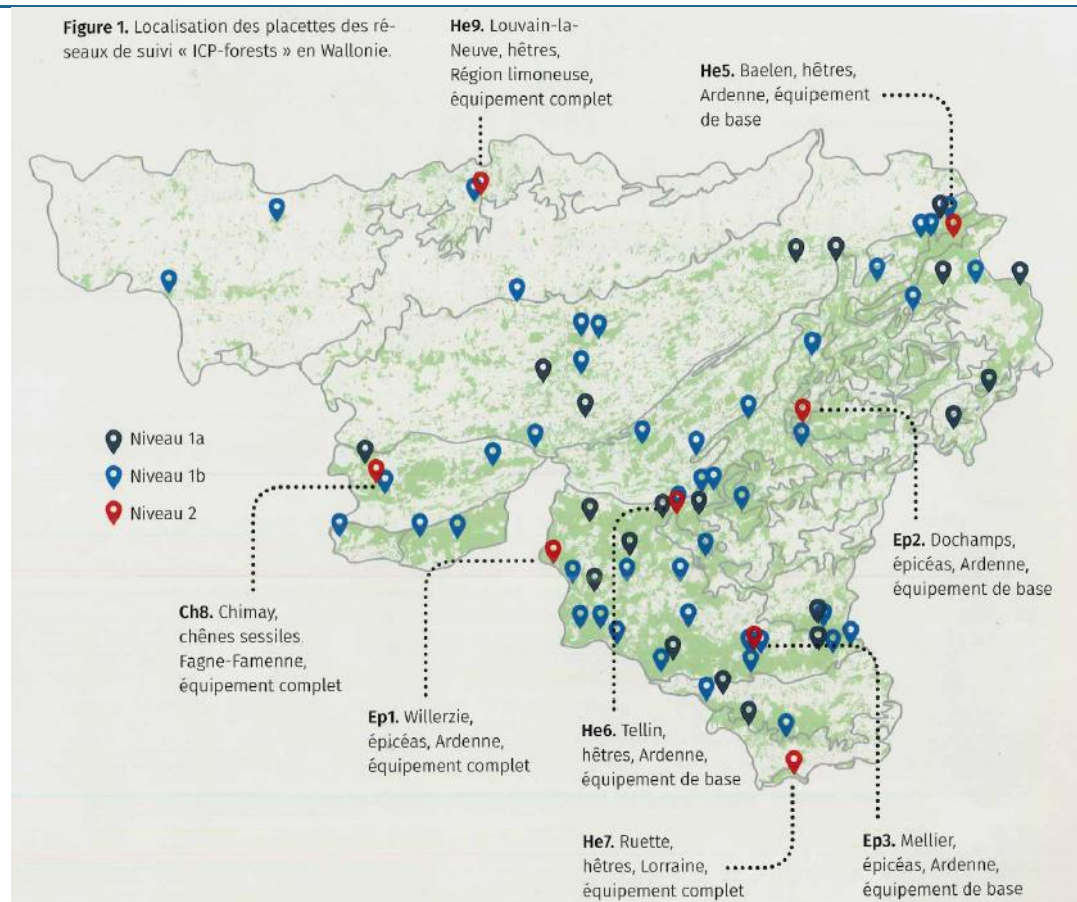 Figure 1. Localisation des placettes des ré-
seaux de suivi « ICP-forests » en Wallonie.
He9. Louvain-la-
Neuve, hêtres,
Région limoneuse,
équipement complet
He5. Baelen, hêtres,
Ardenne, équipement
de base
Niveau 1a
Niveau 1b
Niveau 2
Ch8. Chimay,
chênes sessiles.
Fagne-Famenne,
équipement complet
Ep1. Willerzie,
épicéas, Ardenne,
équipement complet
He6. Tellin,
hêtres, Ardenne,
équipement de base
Ep2. Dochamps,
épicéas, Ardenne,
équipement de base
He7. Ruette,
hêtres, Lorraine,
équipement complet
Ep3. Mellier,
épicéas, Ardenne,
équipement de base